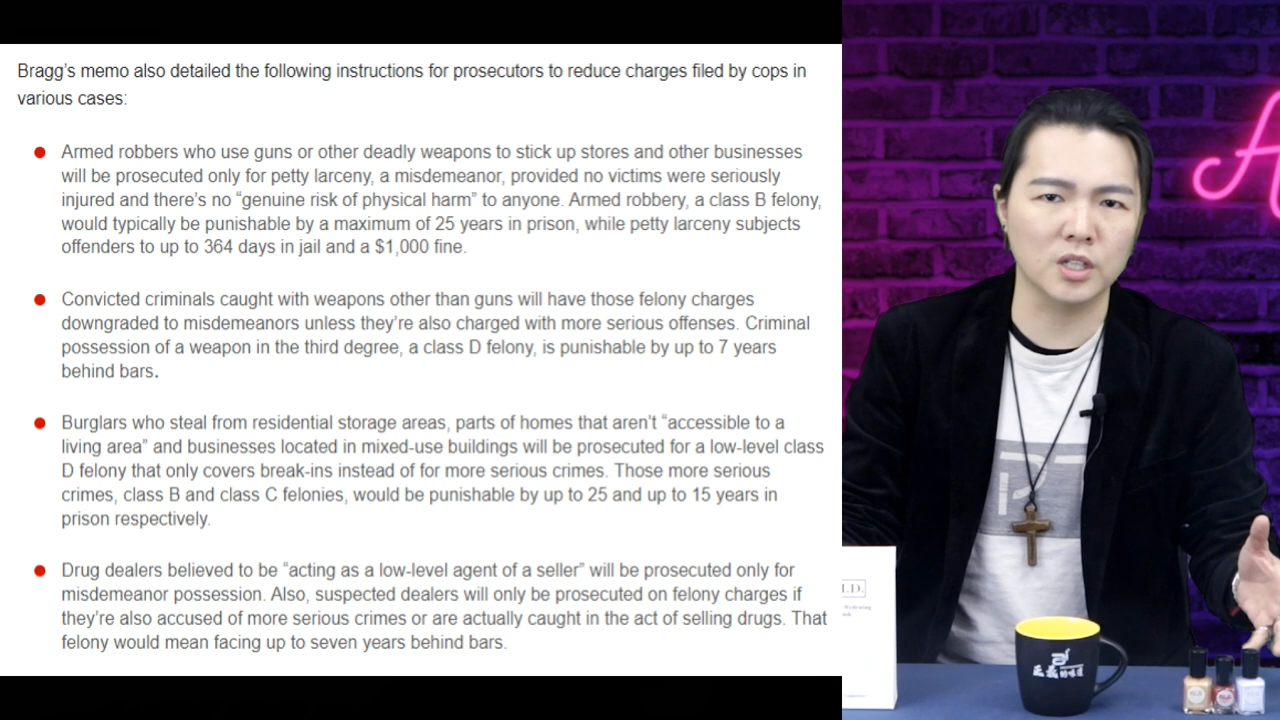 Bragg’s memo also detailed the following instructions for prosecutors to reduce charges filed by cops in
various cases:
Armed robbers who use guns or other deadly weapons to stick up stores and other businesses
will be prosecuted only for petty larceny, a misdemeanor, provided no victims were seriously
injured and there’s no “genuine risk of physical harm” to anyone. Armed robbery, a class B felony,
would typically be punishable by a maximum of 25 years in prison, while petty larceny subjects
offenders to up to 364 days in jail and a $1,000 fine.
Convicted criminals caught with weapons other than guns will have those felony charges
downgraded to misdemeanors unless they’re also charged with more serious offenses. Criminal
possession of a weapon in the third degree, a class D felony, is punishable by up to 7 years
behind bars.
Burglars who steal from residential storage areas, parts of homes that aren’t “accessible to a
living area” and businesses located in mixed-use buildings will be prosecuted for a low-level class
D felony that only covers break-ins instead of for more serious crimes. Those more serious
crimes, class B and class C felonies, would be punishable by up to 25 and up to 15 years in
prison respectively.
Drug dealers believed to be “acting as a low-level agent of a seller” will be prosecuted only for
misdemeanor possession. Also, suspected dealers will only be prosecuted on felony charges if
they’re also accused of more serious crimes or are actually caught in the act of selling drugs. That
felony would mean facing up to seven years behind bars.
正義的味道